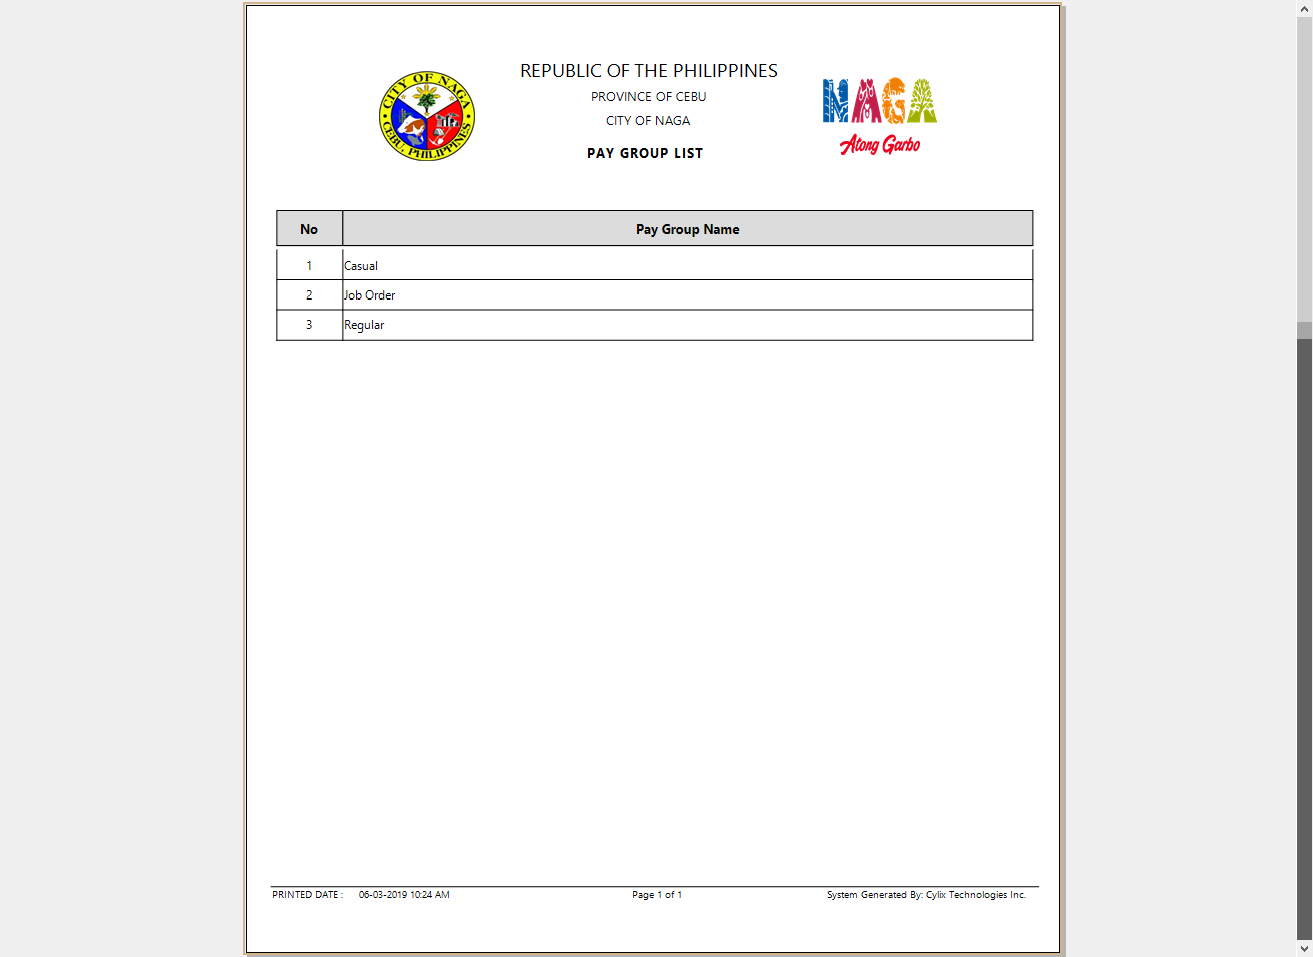 REPUBLIC OF THE PHILIPPINES
PROVINCE OF CEBU
CITY OF NAGA
PAY GROUP LIST
CITY OF NAGA
CEBU, PHILIPPINES
NAGA
Atong Garbo
No Pay Group Name
1 Casual
2 Job Order
3 Regular
PRINTED DATE : 06-03-2019 10:24 AM Page 1 of 1 System Generated By: Cylix Technologies Inc.